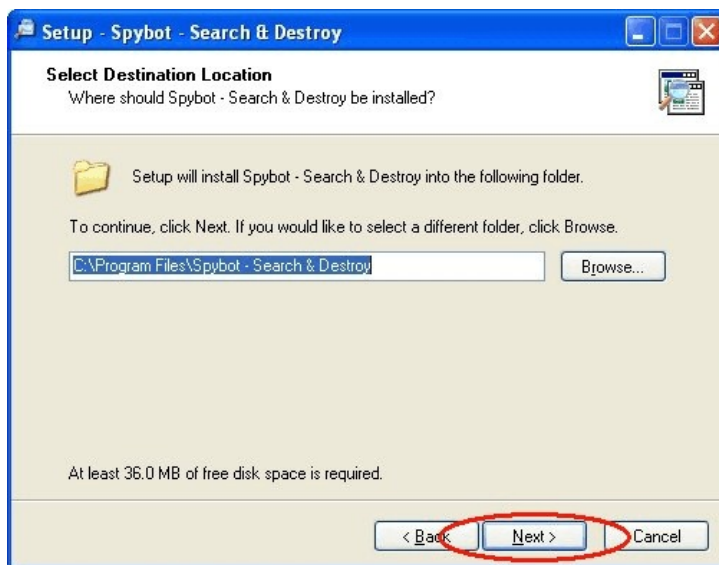 Setup - Spybot - Search & Destroy
Select Destination Location
Where should Spybot - Search & Destroy be installed?
Setup will install Spybot - Search & Destroy into the following folder.
To continue, click Next. If you would like to select a different folder, click Browse.
C:\Program Files\Spybot - Search & Destroy
Browse...
At least 36.0 MB of free disk space is required.
< Back
Next >
Cancel